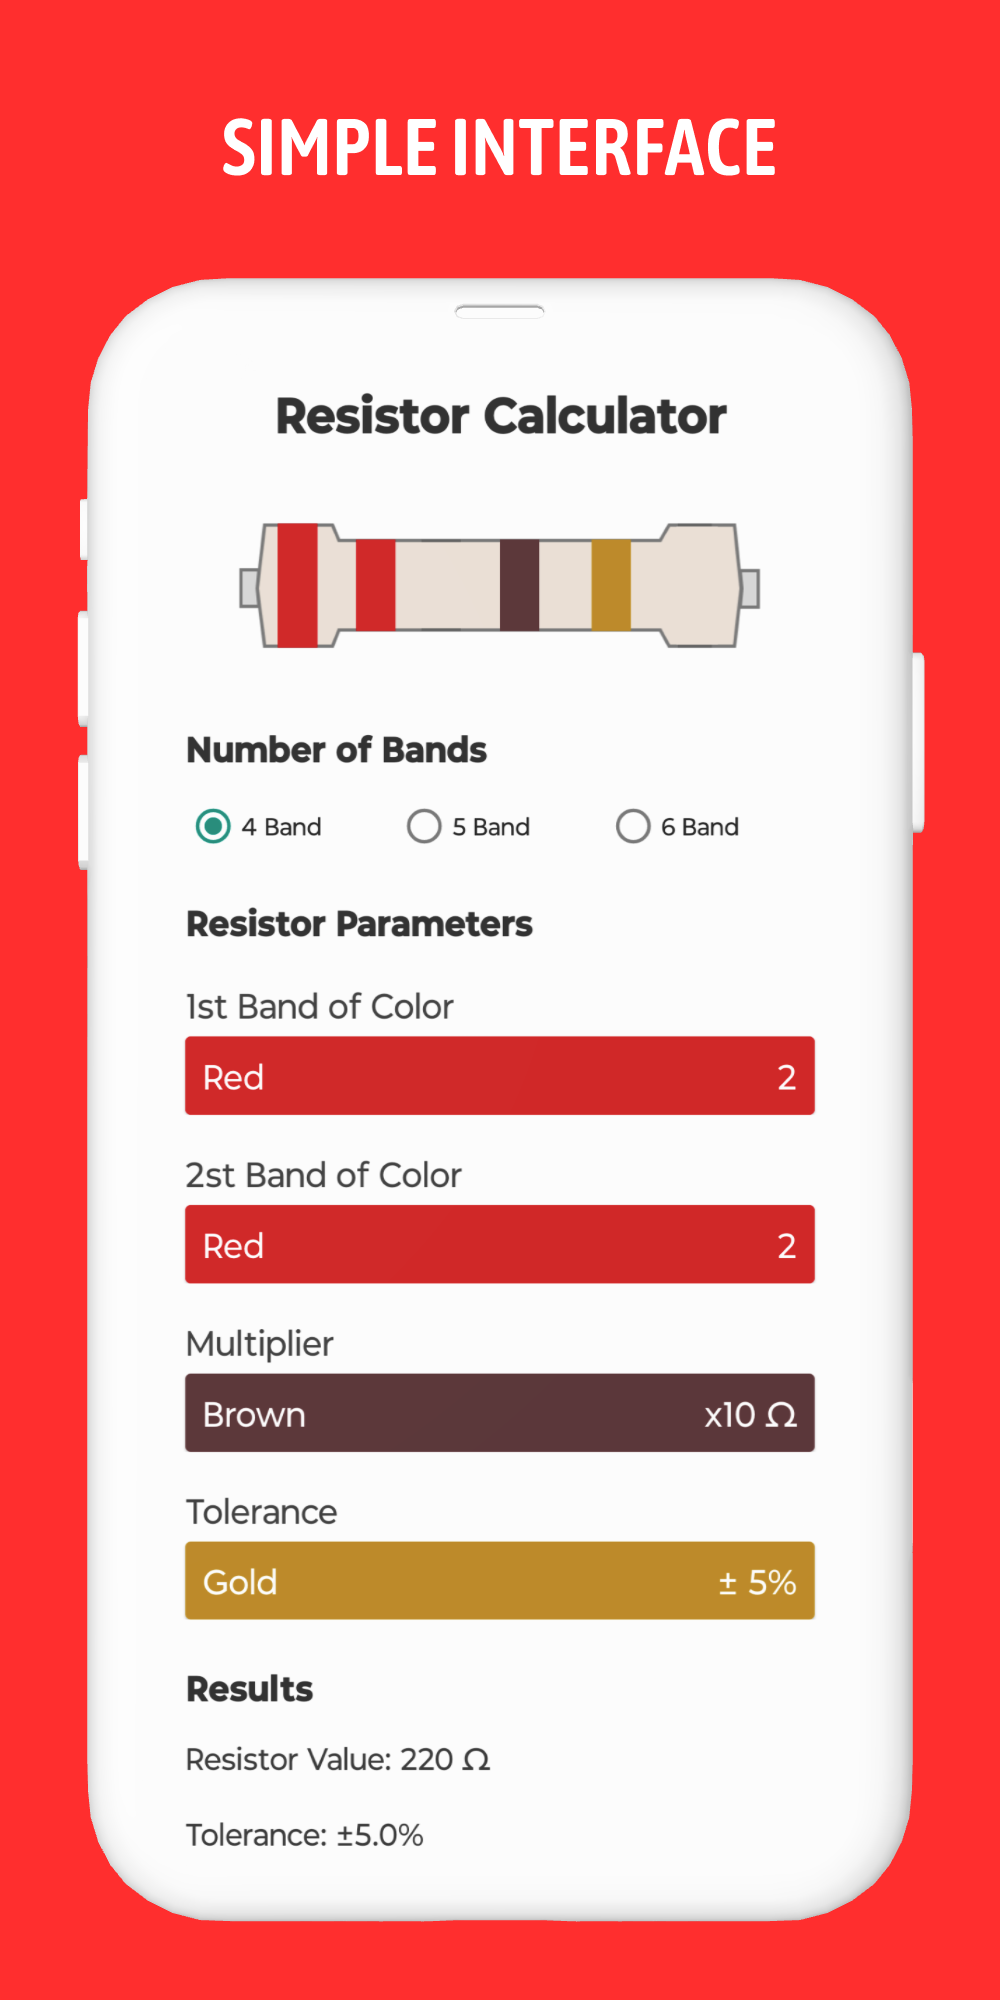 SIMPLE INTERFACE
Resistor Calculator
Number of Bands
4 Band 5 Band 6 Band
Resistor Parameters
1st Band of Color
Red 2
2st Band of Color
Red 2
Multiplier
Brown x10 Ω
Tolerance
Gold ± 5%
Results
Resistor Value: 220 Ω
Tolerance: ±5.0%